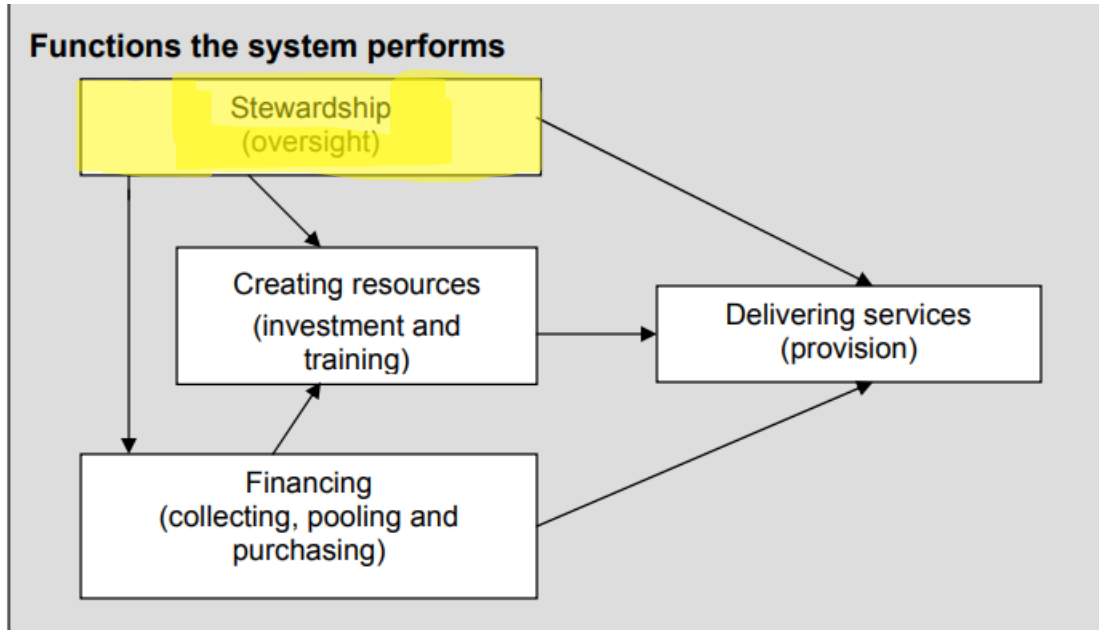 Functions the system performs
Stewardship
(oversight)
Creating resources
(investment and
training)
Delivering services
(provision)
Financing
(collecting, pooling and
purchasing)